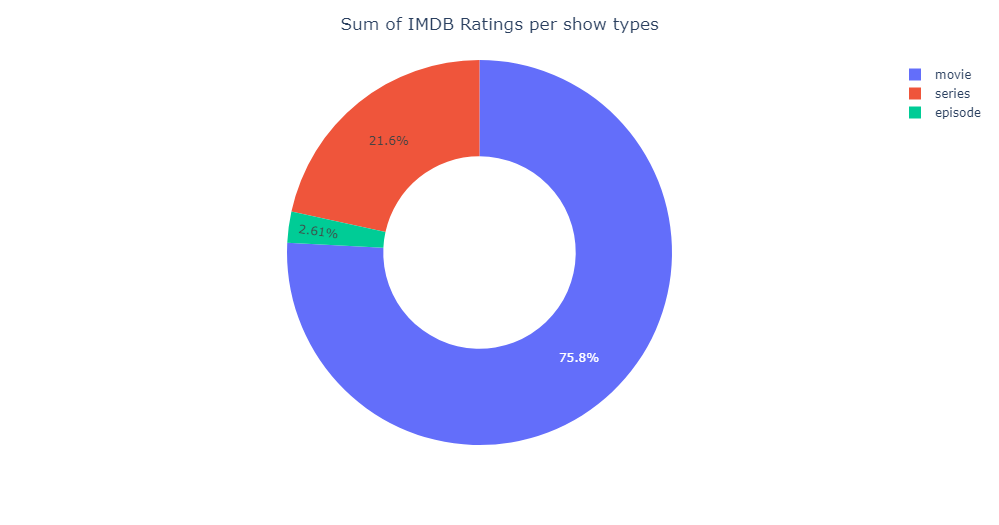 Sum of IMDB Ratings per show types
movie
series
episode
21.6%
2.61%
75.8%